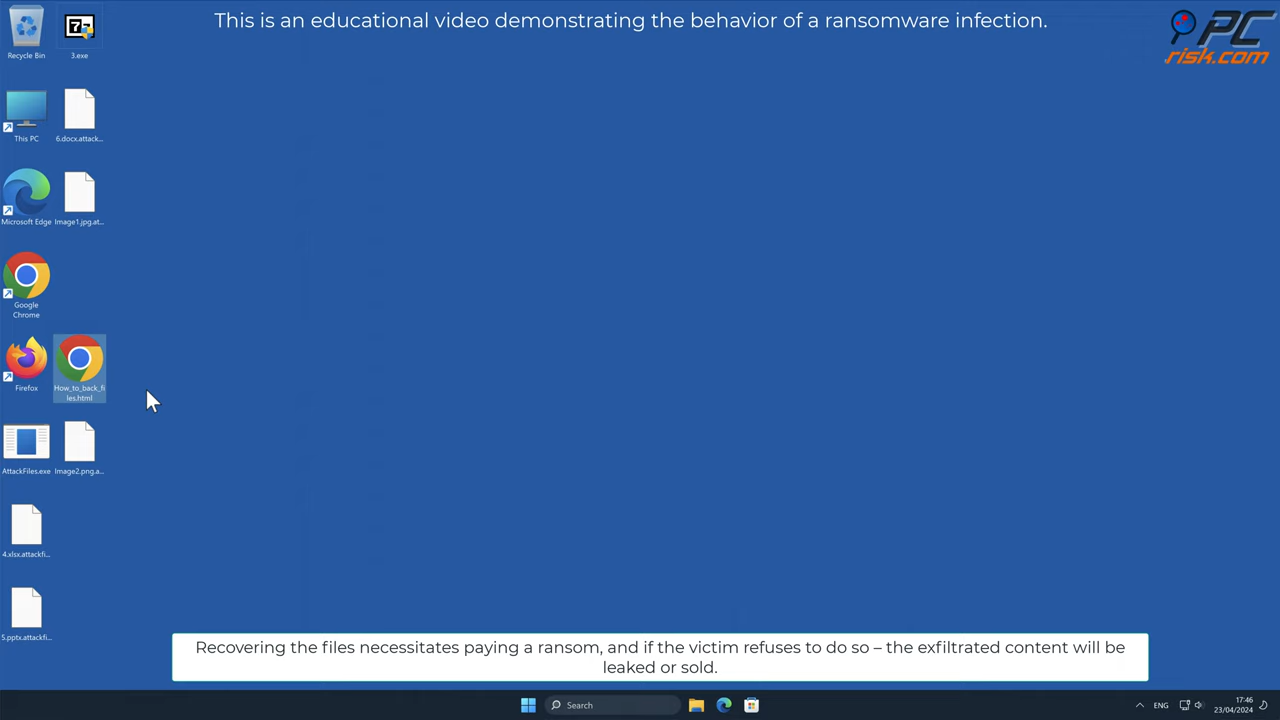 This is an educational video demonstrating the behavior of a ransomware infection.
PC
risk.com
Recycle Bin
3.exe
This PC
6.docx.attack...
Microsoft Edge
Image1.jpg.at...
Google
Chrome
Firefox
How_to_back_fi
les.html
AttackFiles.exe
Image2.png.a...
4.xlsx.attackfi...
5.pptx.attackfi...
Recovering the files necessitates paying a ransom, and if the victim refuses to do so – the exfiltrated content will be
leaked or sold.
Search
ENG
17:46
23/04/2024